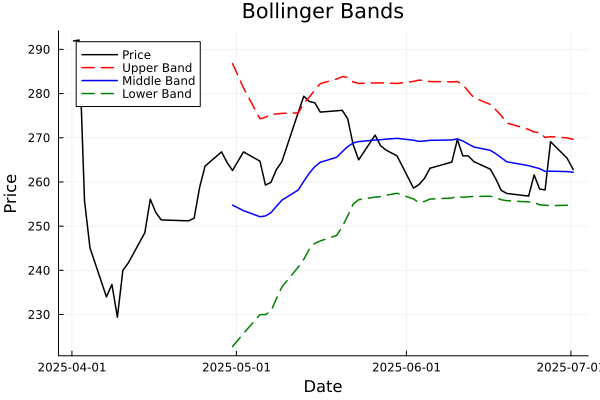 Bollinger Bands
Price
Upper Band
Middle Band
Lower Band
290
280
270
260
250
240
230
Price
2025-04-01
2025-05-01
2025-06-01
2025-07-0
Date